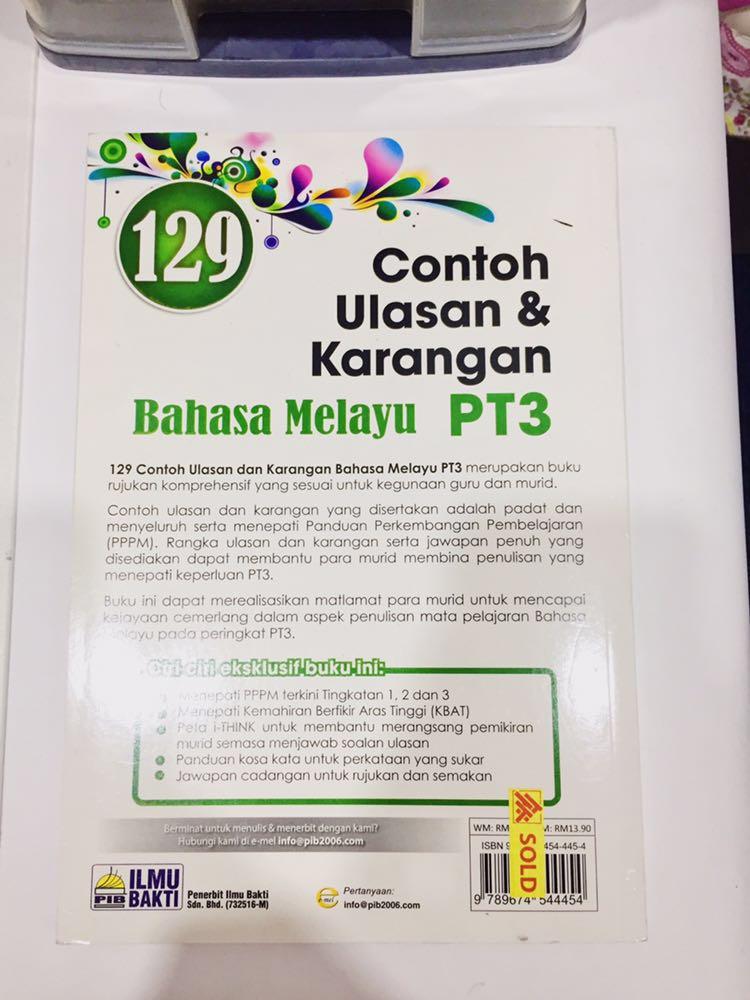 129
Contoh
Ulasan &
Karangan
Bahasa Melayu PT3
129 Contoh Ulasan dan Karangan Bahasa Melayu PT3 merupakan buku
rujukan komprehensif yang sesuai untuk kegunaan guru dan murid.
Contoh ulasan dan karangan yang disertakan adalah padat dan
menyeluruh serta menepati Panduan Perkembangan Pembelajaran
(PPPM). Rangka ulasan dan karangan serta jawapan penuh yang
disediakan dapat membantu para murid membina penulisan yang
menepati keperluan PT3.
Buku ini dapat merealisasikan matlamat para murid untuk mencapai
kejayaan cemerlang dalam aspek penulisan mata pelajaran Bahasa
Melayu pada peringkat PT3.
Ciri-ciri eksklusif buku ini:
Menepati PPPM terkini Tingkatan 1, 2 dan 3
Menepati Kemahiran Berfikir Aras Tinggi (KBAT)
Peta i-THINK untuk membantu merangsang pemikiran
murid semasa menjawab soalan ulasan
Panduan kosa kata untuk perkataan yang sukar
Jawapan cadangan untuk rujukan dan semakan
Berminat untuk menulis & menerbit dengan kami?
Hubungi kami di e-mel info@pib2006.com
PIB
ILMU
BAKTI
Penerbit Ilmu Bakti
Sdn. Bhd. (732516-M)
e-mel
Pertanyaan:
info@pib2006.com
WM: RM M: RM13.90
ISBN 9 454-445-4
SOLD
9 789674 544454